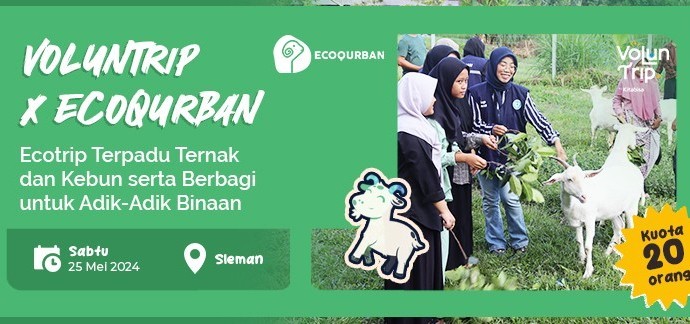 VOLUNTRIP
X ECOQURBAN
ECOQURBAN
Ecotrip Terpadu Ternak
dan Kebun serta Berbagi
untuk Adik-Adik Binaan
Sabtu
25 Mei 2024
Sleman
Volun
Trip
Kitabisa
Kuota
20
orang